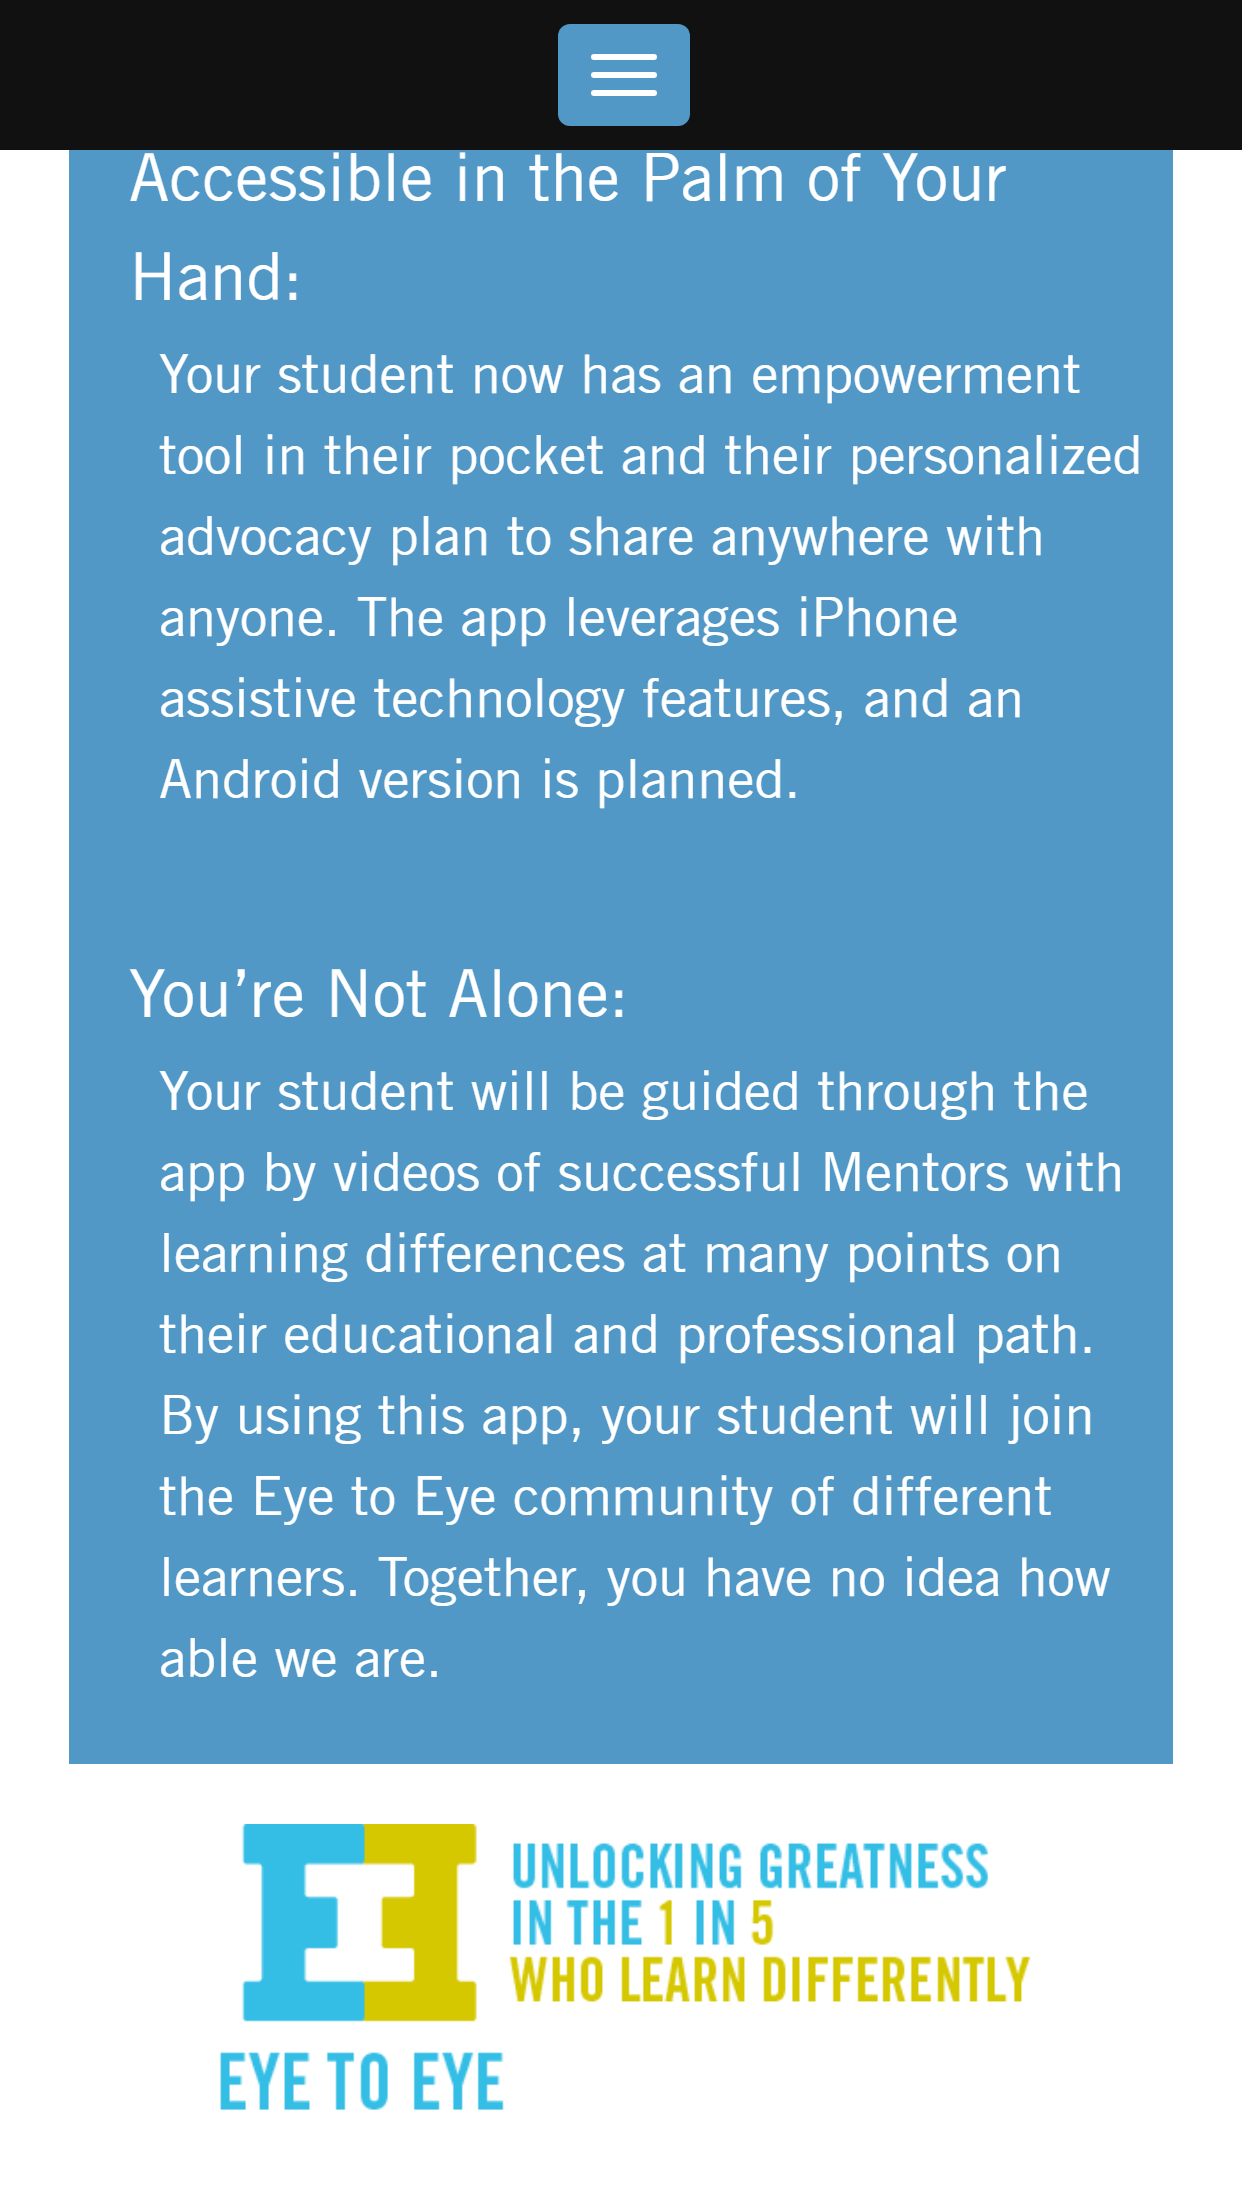 Accessible in the Palm of Your
Hand:
Your student now has an empowerment
tool in their pocket and their personalized
advocacy plan to share anywhere with
anyone. The app leverages iPhone
assistive technology features, and an
Android version is planned.
You’re Not Alone:
Your student will be guided through the
app by videos of successful Mentors with
learning differences at many points on
their educational and professional path.
By using this app, your student will join
the Eye to Eye community of different
learners. Together, you have no idea how
able we are.
UNLOCKING GREATNESS
IN THE 1 IN 5
WHO LEARN DIFFERENTLY
EYE TO EYE